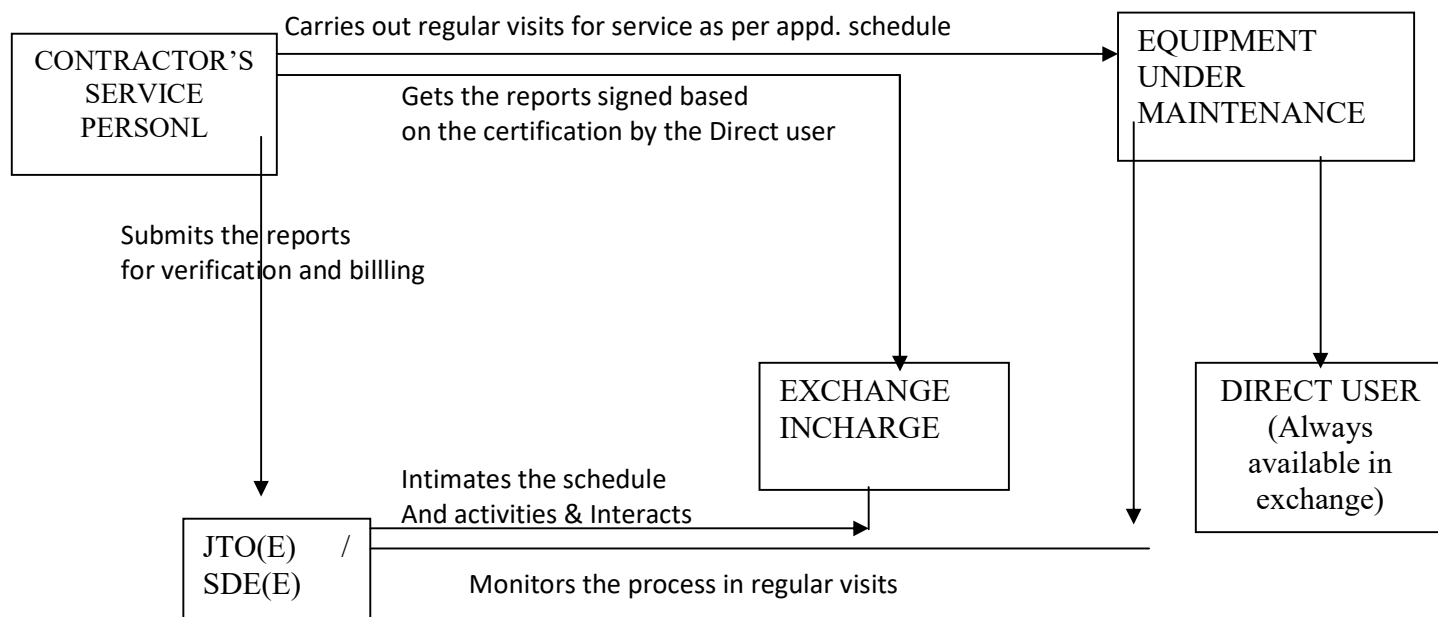 Carries out regular visits for service as per appd. schedule
CONTRACTOR’S
SERVICE
PERSONL
EQUIPMENT
UNDER
MAINTENANCE
Gets the reports signed based
on the certification by the Direct user
Submits the reports
for verification and billling
EXCHANGE
INCHARGE
DIRECT USER
(Always
available in
exchange)
Intimates the schedule
And activities & Interacts
JTO(E) /
SDE(E)
Monitors the process in regular visits